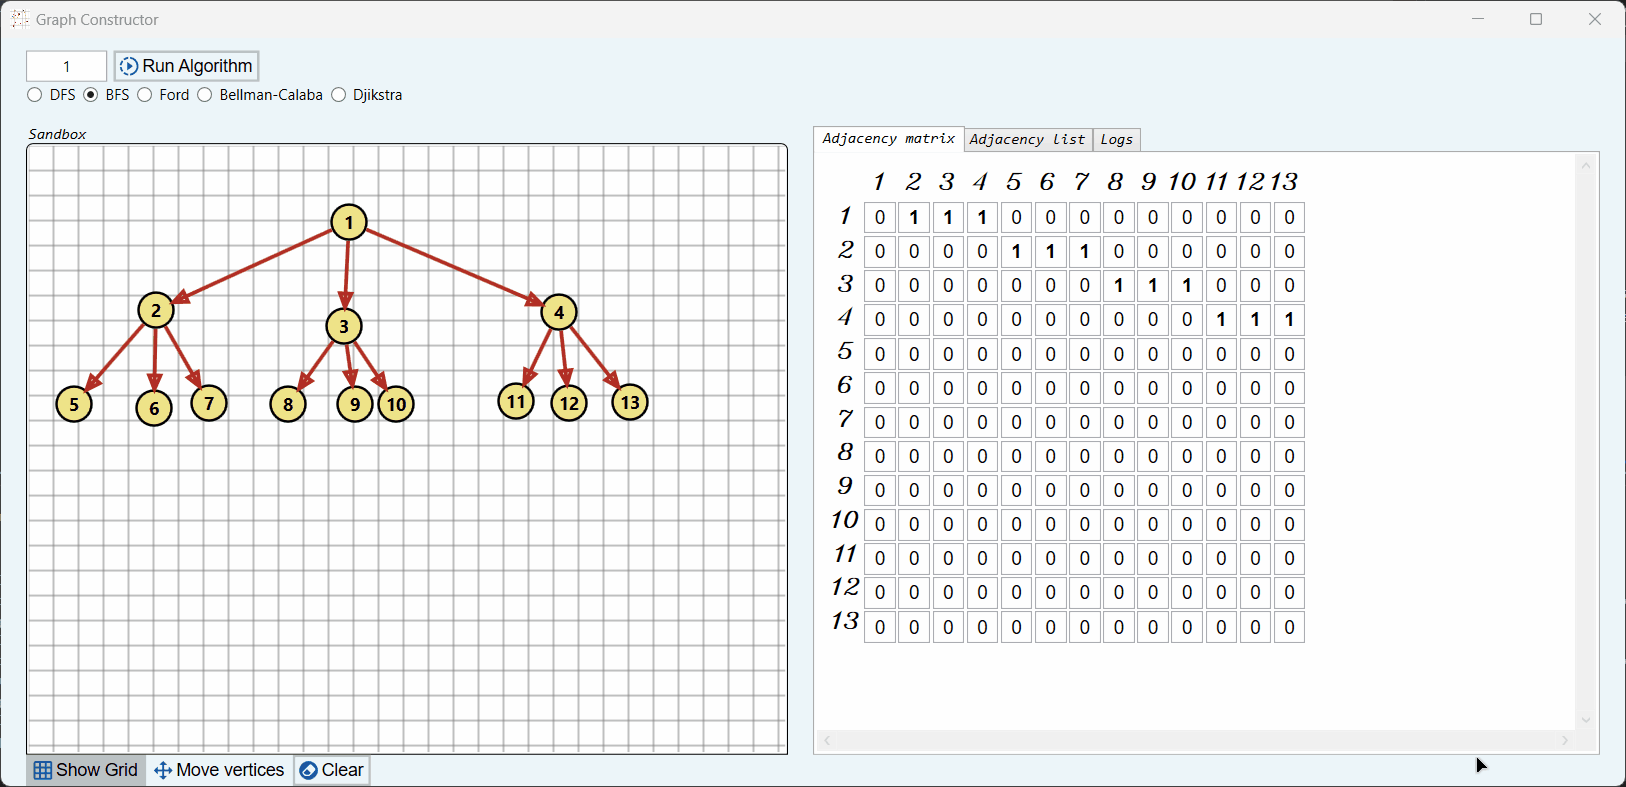 Graph Constructor
1 Run Algorithm
DFS BFS Ford Bellman-Calaba Djikstra
Sandbox
1
2 3 4
5 6 7 8 9 10 11 12 13
Show Grid Move vertices Clear
Adjacency matrix Adjacency list Logs
1 2 3 4 5 6 7 8 9 10 11 12 13
1 0 1 1 1 0 0 0 0 0 0 0 0 0
2 0 0 0 0 1 1 1 0 0 0 0 0 0
3 0 0 0 0 0 0 0 1 1 1 0 0 0
4 0 0 0 0 0 0 0 0 0 0 1 1 1
5 0 0 0 0 0 0 0 0 0 0 0 0 0
6 0 0 0 0 0 0 0 0 0 0 0 0 0
7 0 0 0 0 0 0 0 0 0 0 0 0 0
8 0 0 0 0 0 0 0 0 0 0 0 0 0
9 0 0 0 0 0 0 0 0 0 0 0 0 0
10 0 0 0 0 0 0 0 0 0 0 0 0 0
11 0 0 0 0 0 0 0 0 0 0 0 0 0
12 0 0 0 0 0 0 0 0 0 0 0 0 0
13 0 0 0 0 0 0 0 0 0 0 0 0 0